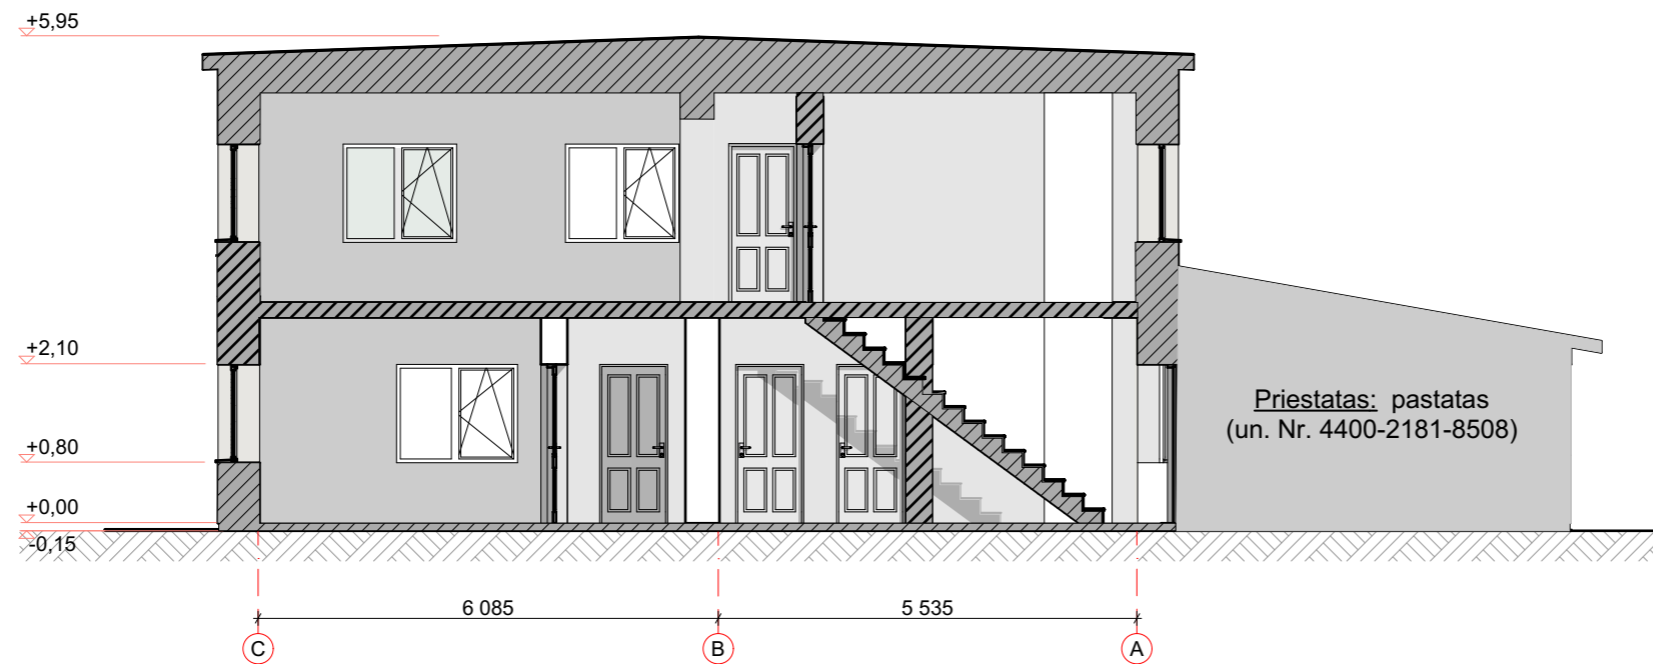 +5,95
+2,10
Priestatas: pastatas
(un. Nr. 4400-2181-8508)
+0,80
+0,00
-0,15
6 085
5 535
C
B
A